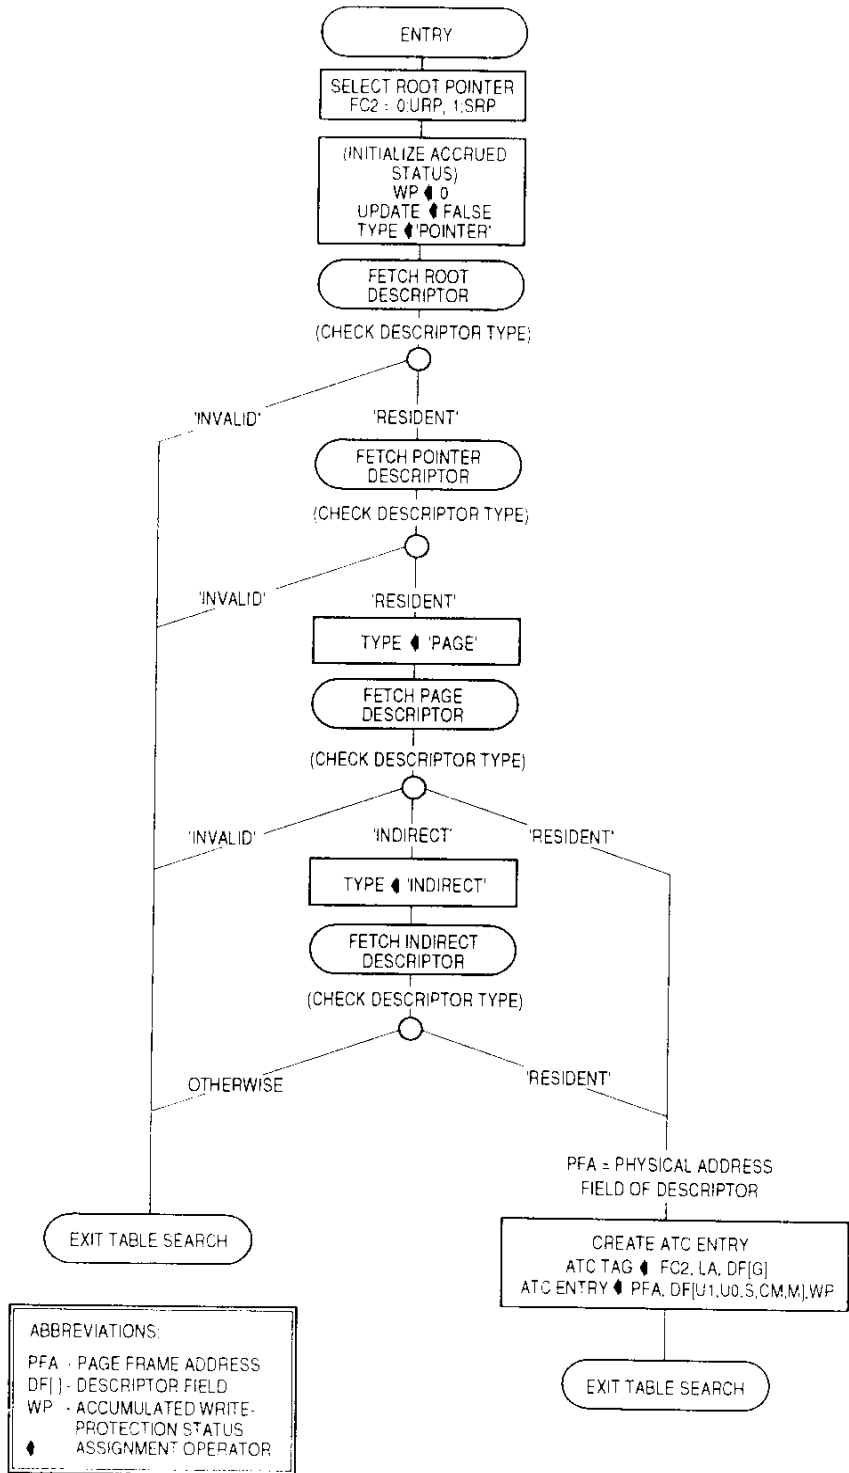 ENTRY
SELECT ROOT POINTER
FC2 = 0:URP, 1:SRP
(INITIALIZE ACCRUED
STATUS)
WP ⧫ 0
UPDATE ⧫ FALSE
TYPE ⧫ 'POINTER'
FETCH ROOT
DESCRIPTOR
(CHECK DESCRIPTOR TYPE)
'INVALID' 'RESIDENT'
FETCH POINTER
DESCRIPTOR
(CHECK DESCRIPTOR TYPE)
'INVALID' 'RESIDENT'
TYPE ⧫ 'PAGE'
FETCH PAGE
DESCRIPTOR
(CHECK DESCRIPTOR TYPE)
'INVALID' 'INDIRECT' 'RESIDENT'
TYPE ⧫ 'INDIRECT'
FETCH INDIRECT
DESCRIPTOR
(CHECK DESCRIPTOR TYPE)
OTHERWISE 'RESIDENT'
PFA = PHYSICAL ADDRESS
FIELD OF DESCRIPTOR
EXIT TABLE SEARCH
CREATE ATC ENTRY
ATC TAG ⧫ FC2, LA, DF[G]
ATC ENTRY ⧫ PFA, DF[U1,U0,S,CM,M],WP
EXIT TABLE SEARCH
ABBREVIATIONS:
PFA - PAGE FRAME ADDRESS
DF[ ] - DESCRIPTOR FIELD
WP - ACCUMULATED WRITE-
PROTECTION STATUS
⧫ ASSIGNMENT OPERATOR